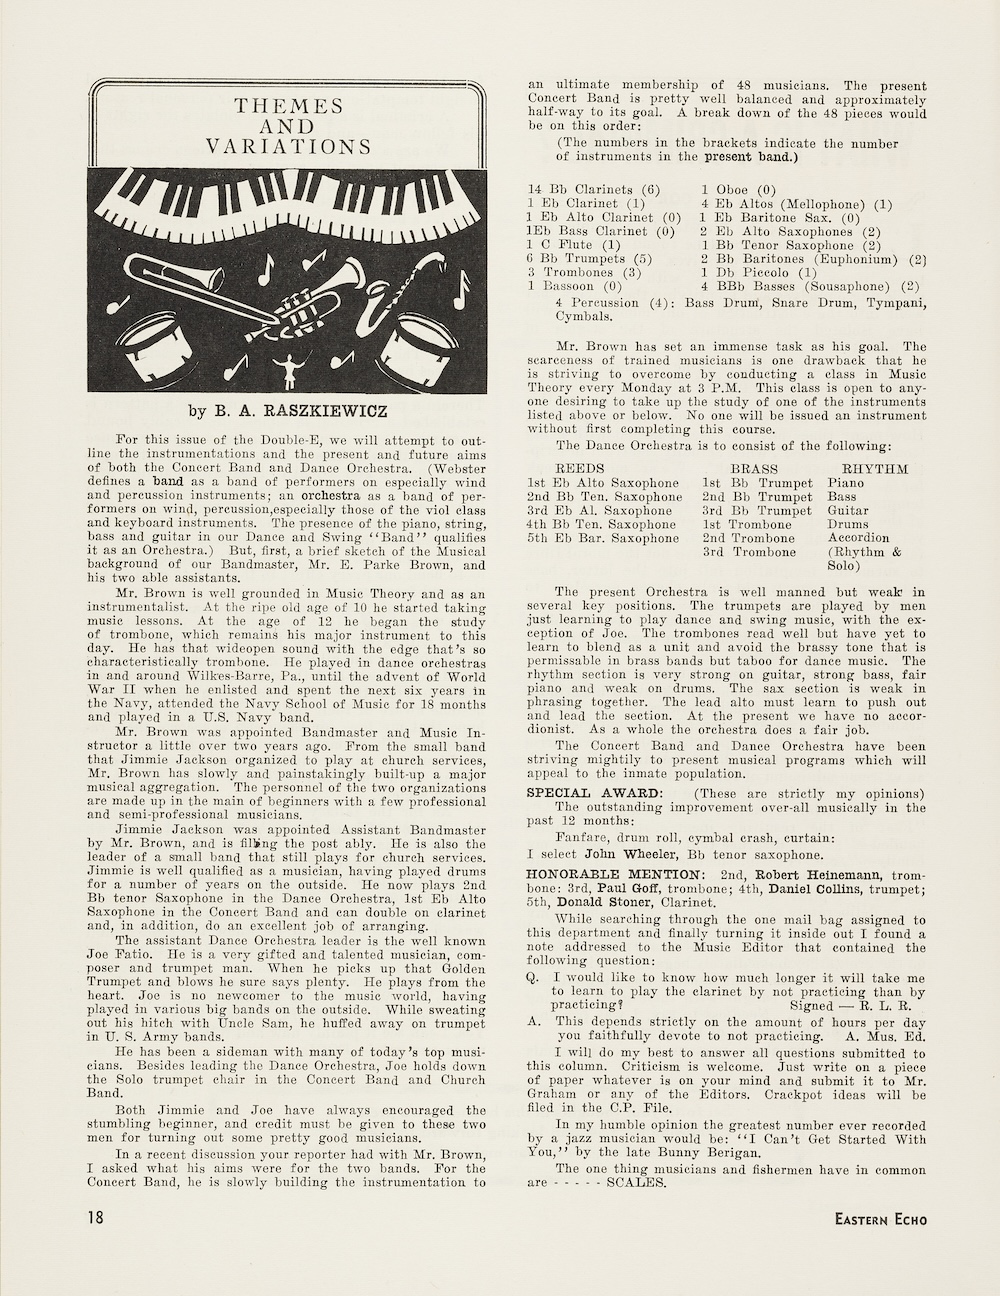 THEMES
AND
VARIATIONS
by B. A. RASZKIEWICZ
For this issue of the Double-E, we will attempt to out-
line the instrumentations and the present and future aims
of both the Concert Band and Dance Orchestra. (Webster
defines a band as a band of performers on especially wind
and percussion instruments; an orchestra as a band of per-
formers on wind, percussion,especially those of the viol class
and keyboard instruments. The presence of the piano, string,
bass and guitar in our Dance and Swing ‘‘Band’’ qualifies
it as an Orchestra.) But, first, a brief sketch of the Musical
background of our Bandmaster, Mr. E. Parke Brown, and
his two able assistants.
Mr. Brown is well grounded in Music Theory and as an
instrumentalist. At the ripe old age of 10 he started taking
music lessons. At the age of 12 he began the study
of trombone, which remains his major instrument to this
day. He has that wideopen sound with the edge that's so
characteristically trombone. He played in dance orchestras
in and around Wilkes-Barre, Pa., until the advent of World
War II when he enlisted and spent the next six years in
the Navy, attended the Navy School of Music for 18 months
and played in a U.S. Navy band.
Mr. Brown was appointed Bandmaster and Music In-
structor a little over two years ago. From the small band
that Jimmie Jackson organized to play at church services,
Mr. Brown has slowly and painstakingly built-up a major
musical aggregation. The personnel of the two organizations
are made up in the main of beginners with a few professional
and semi-professional musicians.
Jimmie Jackson was appointed Assistant Bandmaster
by Mr. Brown, and is filling the post ably. He is also the
leader of a small band that still plays for church services.
Jimmie is well qualified as a musician, having played drums
for a number of years on the outside. He now plays 2nd
Bb tenor Saxophone in the Dance Orchestra, 1st Eb Alto
Saxophone in the Concert Band and can double on clarinet
and, in addition, do an excellent job of arranging.
The assistant Dance Orchestra leader is the well known
Joe Fatio. He is a very gifted and talented musician, com-
poser and trumpet man. When he picks up that Golden
Trumpet and blows he sure says plenty. He plays from the
heart. Joe is no newcomer to the music world, having
played in various big bands on the outside. While sweating
out his hitch with Uncle Sam, he huffed away on trumpet
in U. S. Army bands.
He has been a sideman with many of today's top musi-
cians. Besides leading the Dance Orchestra, Joe holds down
the Solo trumpet chair in the Concert Band and Church
Band.
Both Jimmie and Joe have always encouraged the
stumbling beginner, and credit must be given to these two
men for turning out some pretty good musicians.
In a recent discussion your reporter had with Mr. Brown,
I asked what his aims were for the two bands. For the
Concert Band, he is slowly building the instrumentation to
an ultimate membership of 48 musicians. The present
Concert Band is pretty well balanced and approximately
half-way to its goal. A break down of the 48 pieces would
be on this order:
(The numbers in the brackets indicate the number
of instruments in the present band.)
14 Bb Clarinets (6) 1 Oboe (0)
1 Eb Clarinet (1) 4 Eb Altos (Mellophone) (1)
1 Eb Alto Clarinet (0) 1 Eb Baritone Sax. (0)
1Eb Bass Clarinet (0) 2 Eb Alto Saxophones (2)
1 C Flute (1) 1 Bb Tenor Saxophone (2)
6 Bb Trumpets (5) 2 Bb Baritones (Euphonium) (2)
3 Trombones (3) 1 Db Piccolo (1)
1 Bassoon (0) 4 BBb Basses (Sousaphone) (2)
4 Percussion (4): Bass Drum, Snare Drum, Tympani,
Cymbals.
Mr. Brown has set an immense task as his goal. The
scarceness of trained musicians is one drawback that he
is striving to overcome by conducting a class in Music
Theory every Monday at 3 P.M. This class is open to any-
one desiring to take up the study of one of the instruments
listed above or below. No one will be issued an instrument
without first completing this course.
The Dance Orchestra is to consist of the following:
REEDS BRASS RHYTHM
1st Eb Alto Saxophone 1st Bb Trumpet Piano
2nd Bb Ten. Saxophone 2nd Bb Trumpet Bass
3rd Eb Al. Saxophone 3rd Bb Trumpet Guitar
4th Bb Ten. Saxophone 1st Trombone Drums
5th Eb Bar. Saxophone 2nd Trombone Accordion
3rd Trombone (Rhythm &
Solo)
The present Orchestra is well manned but weak in
several key positions. The trumpets are played by men
just learning to play dance and swing music, with the ex-
ception of Joe. The trombones read well but have yet to
learn to blend as a unit and avoid the brassy tone that is
permissable in brass bands but taboo for dance music. The
rhythm section is very strong on guitar, strong bass, fair
piano and weak on drums. The sax section is weak in
phrasing together. The lead alto must learn to push out
and lead the section. At the present we have no accor-
dionist. As a whole the orchestra does a fair job.
The Concert Band and Dance Orchestra have been
striving mightily to present musical programs which will
appeal to the inmate population.
SPECIAL AWARD: (These are strictly my opinions)
The outstanding improvement over-all musically in the
past 12 months:
Fanfare, drum roll, cymbal crash, curtain:
I select John Wheeler, Bb tenor saxophone.
HONORABLE MENTION: 2nd, Robert Heinemann, trom-
bone: 3rd, Paul Goff, trombone; 4th, Daniel Collins, trumpet;
5th, Donald Stoner, Clarinet.
While searching through the one mail bag assigned to
this department and finally turning it inside out I found a
note addressed to the Music Editor that contained the
following question:
Q. I would like to know how much longer it will take me
to learn to play the clarinet by not practicing than by
practicing? Signed — R. L. R.
A. This depends strictly on the amount of hours per day
you faithfully devote to not practicing. A. Mus. Ed.
I will do my best to answer all questions submitted to
this column. Criticism is welcome. Just write on a piece
of paper whatever is on your mind and submit it to Mr.
Graham or any of the Editors. Crackpot ideas will be
filed in the C.P. File.
In my humble opinion the greatest number ever recorded
by a jazz musician would be: ‘‘I Can't Get Started With
You,’’ by the late Bunny Berigan.
The one thing musicians and fishermen have in common
are - - - - - SCALES.
18
EASTERN ECHO